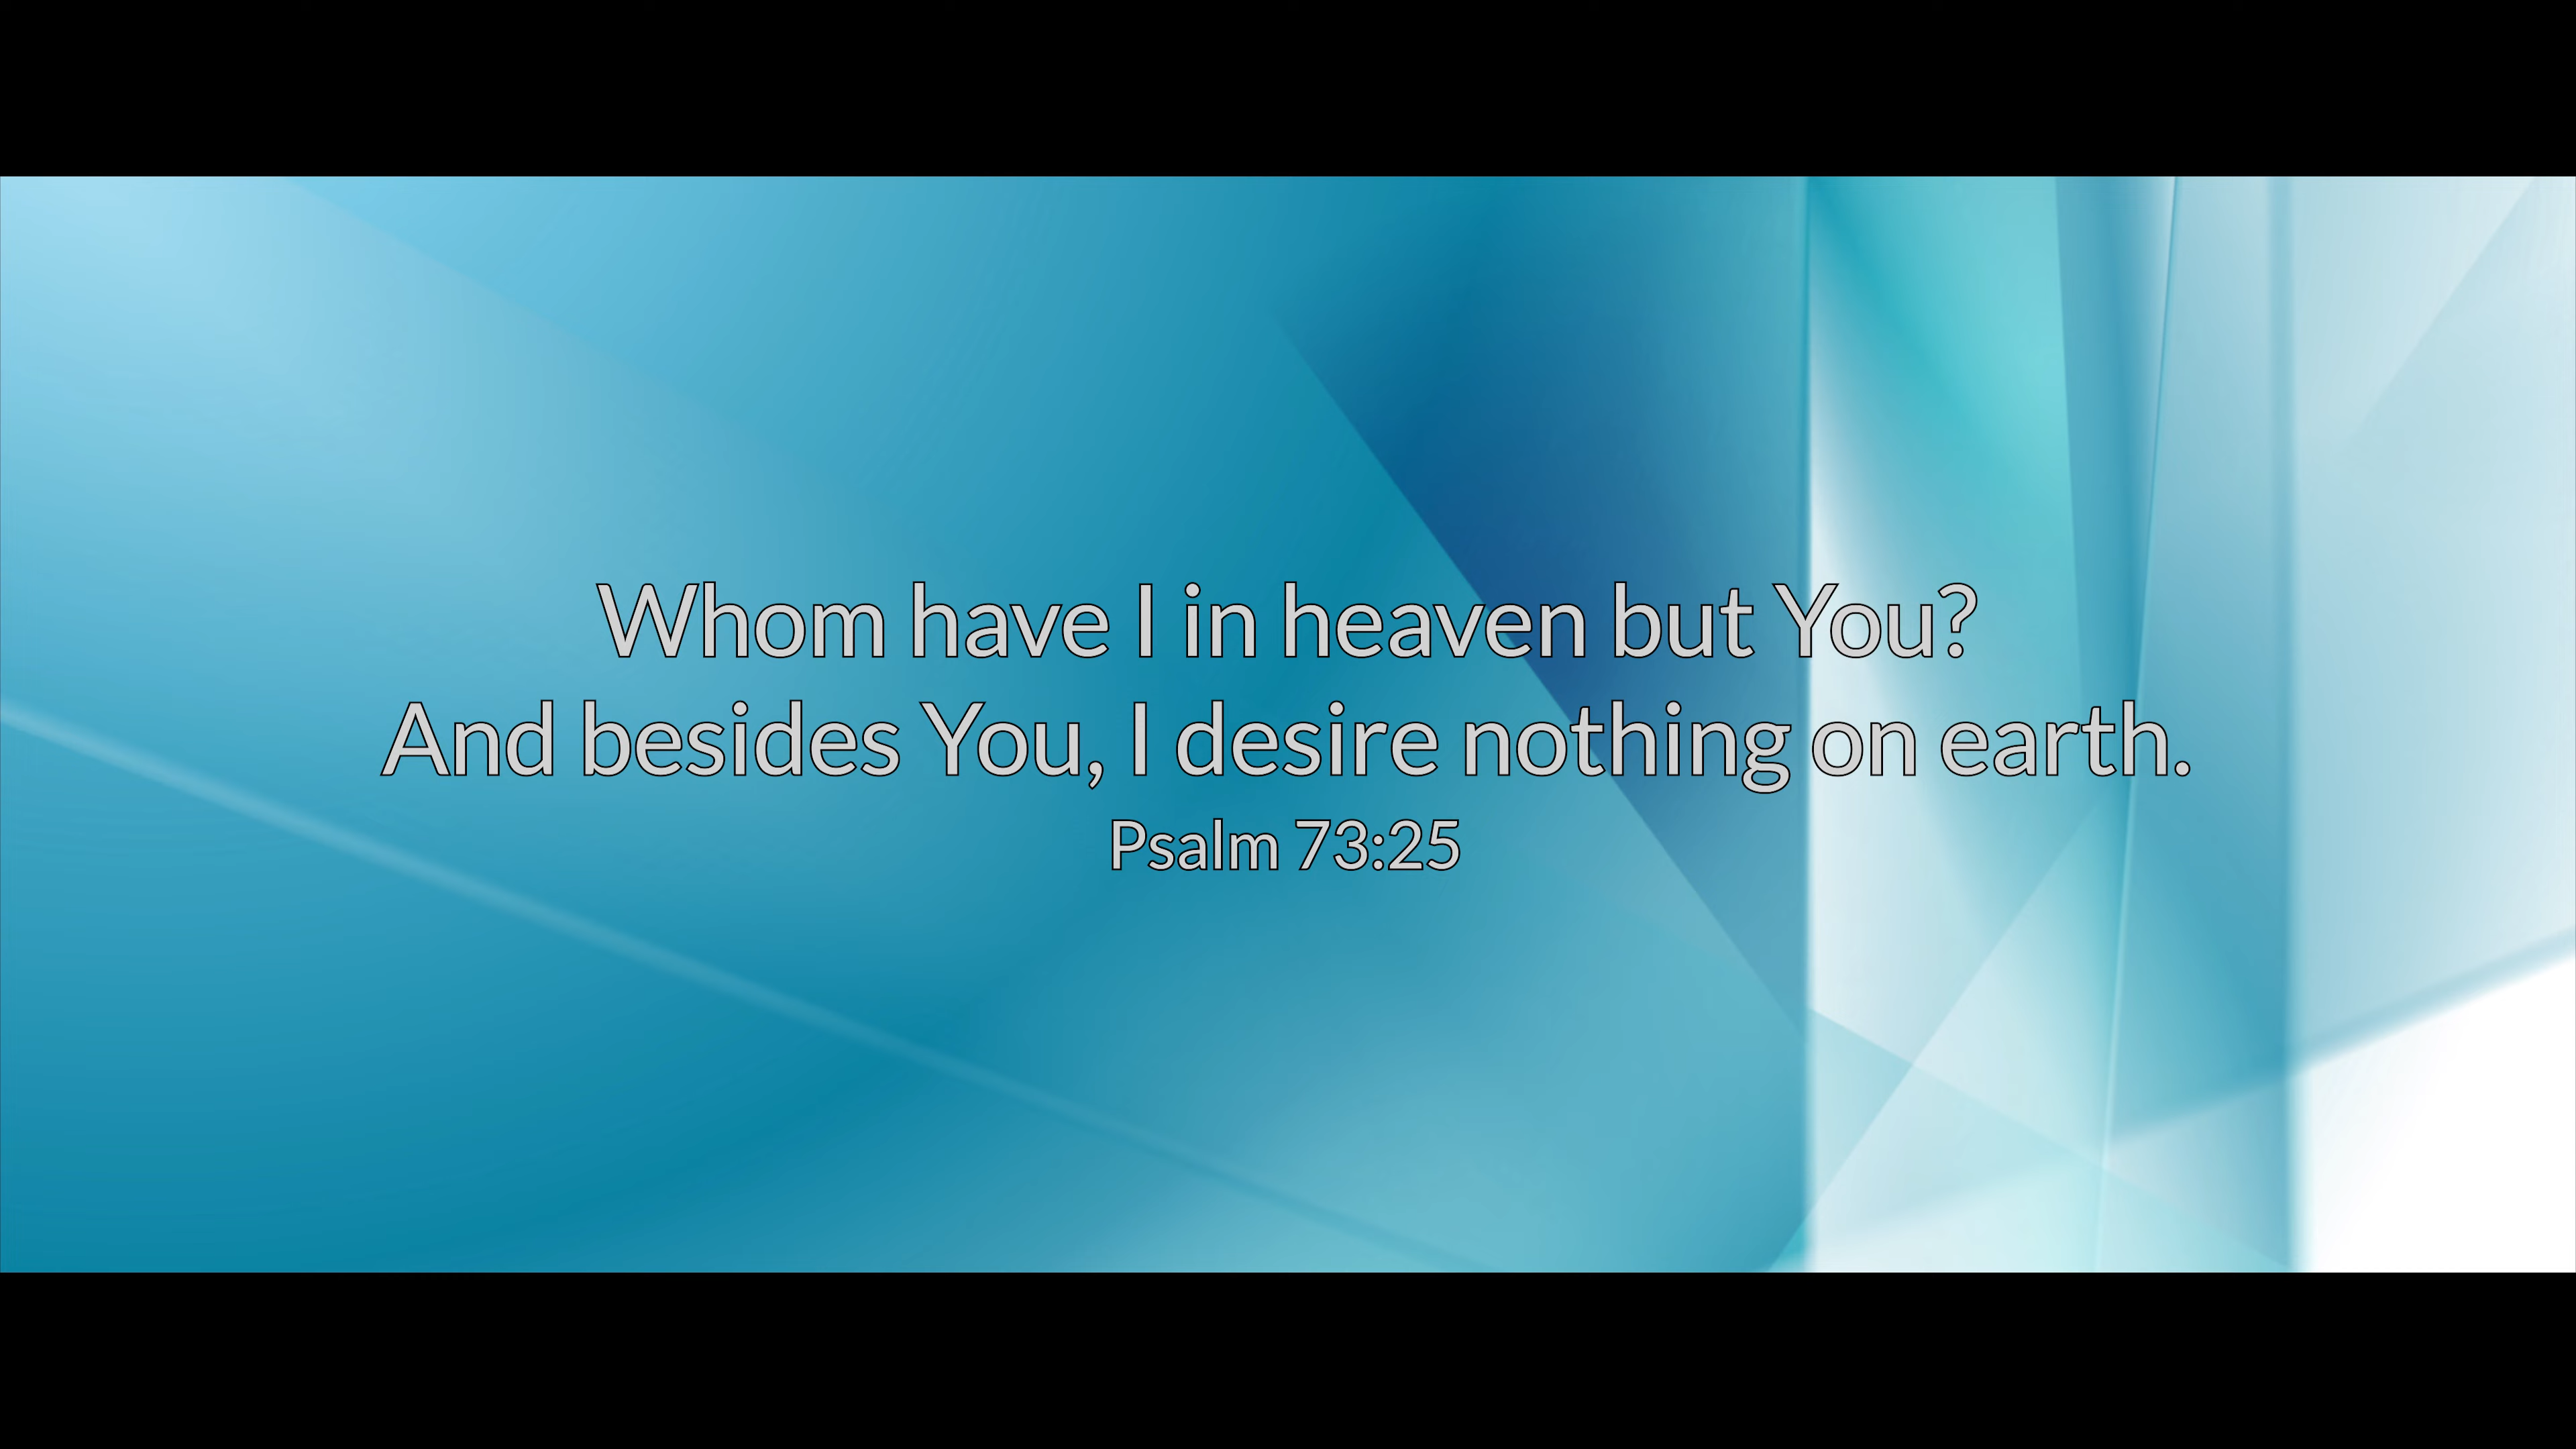 Whom have I in heaven but You?
And besides You, I desire nothing on earth.
Psalm 73:25